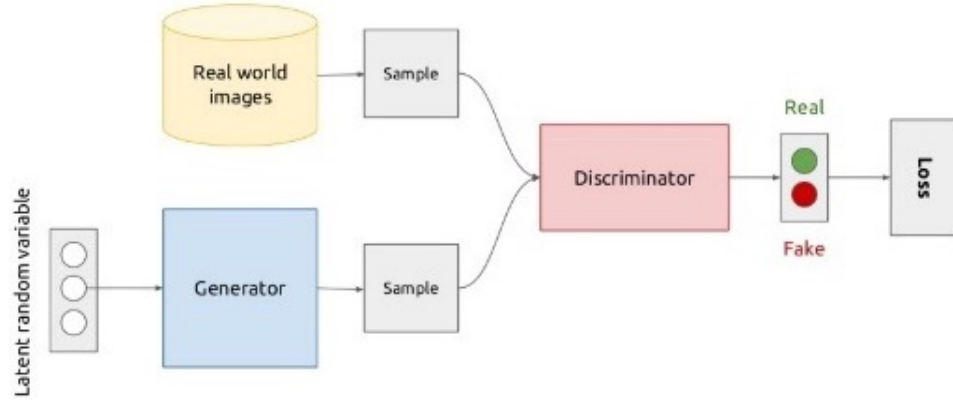 Real world
images
Sample
Real
Discriminator
Loss
Fake
Latent random variable
Generator
Sample